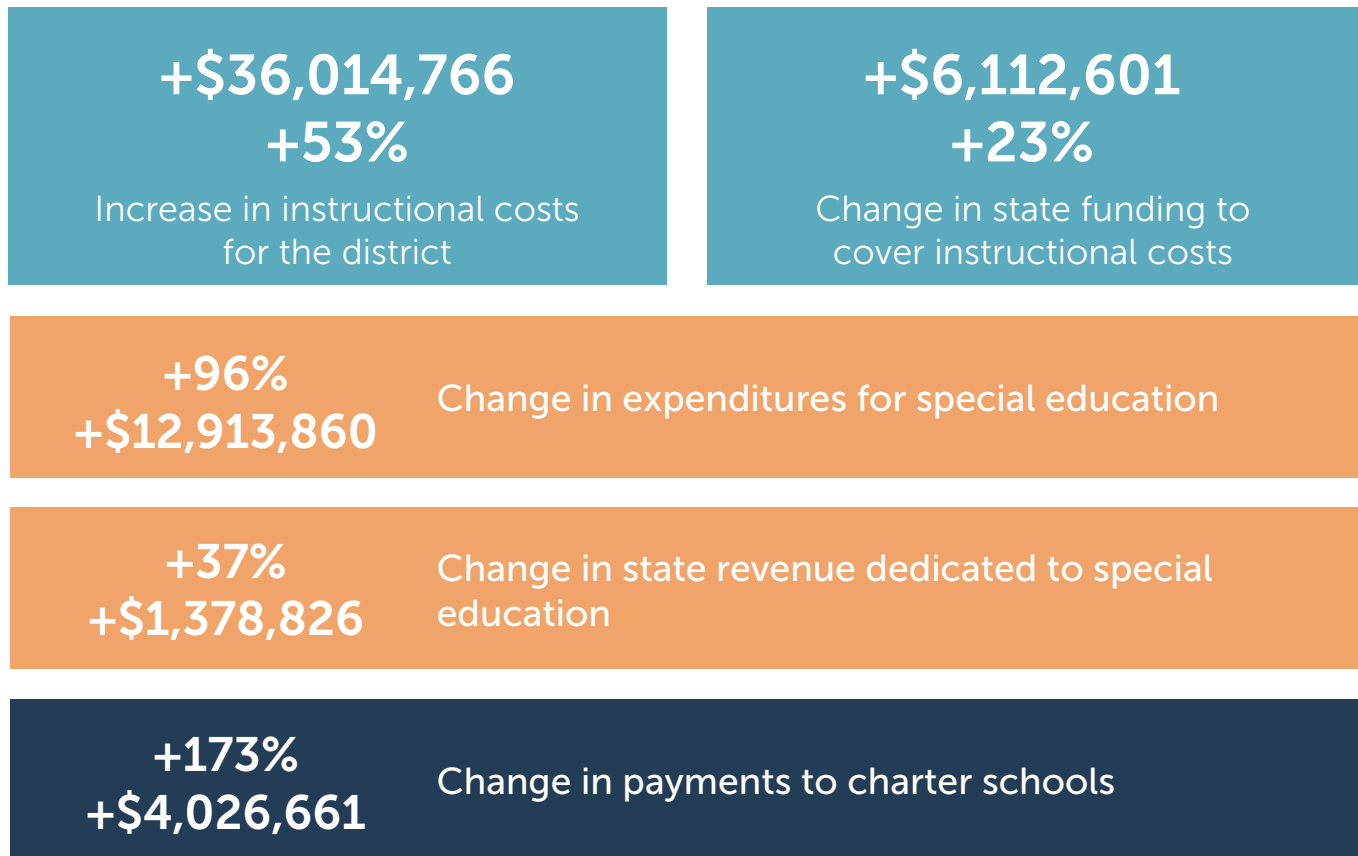 +$36,014,766
+53%
Increase in instructional costs
for the district
+$6,112,601
+23%
Change in state funding to
cover instructional costs
+96%
+$12,913,860
Change in expenditures for special education
+37%
+$1,378,826
Change in state revenue dedicated to special
education
+173%
+$4,026,661
Change in payments to charter schools